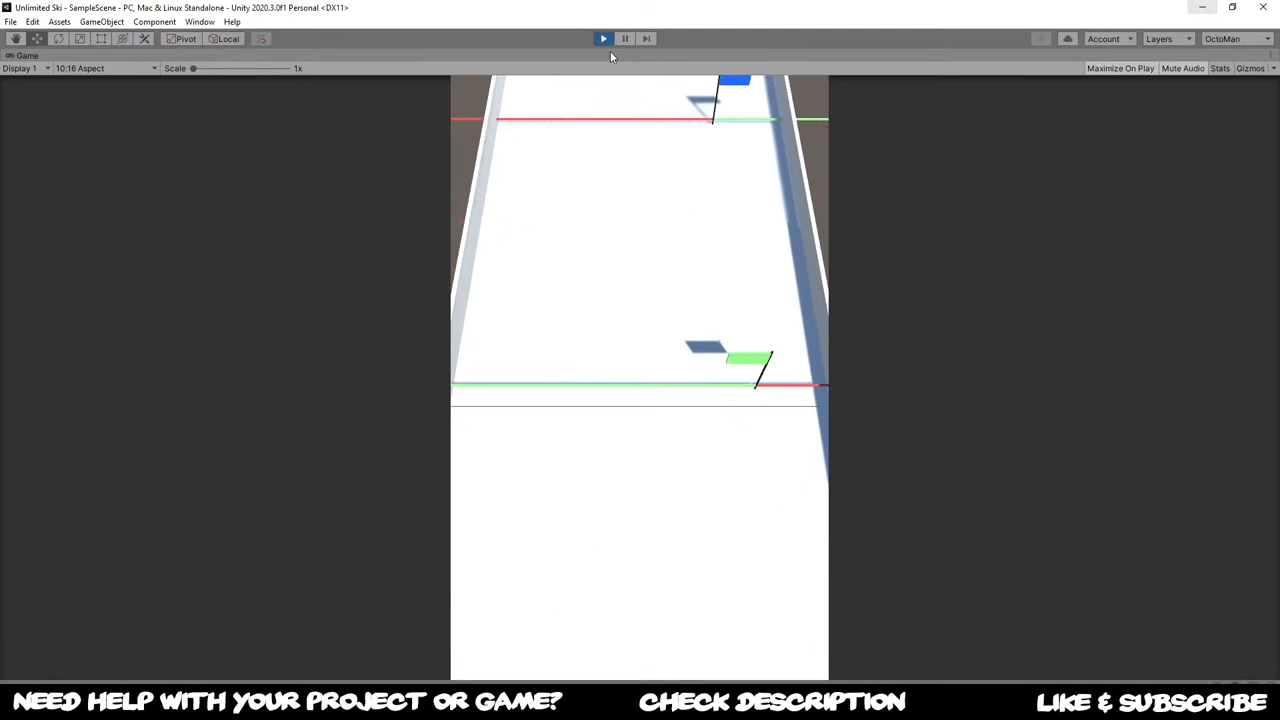 Unlimited Ski - SampleScene - PC, Mac & Linux Standalone - Unity 2020.3.0f1 Personal <DX11>
File Edit Assets GameObject Component Window Help
Pivot Local Account Layers OctoMan
Game
Display 1 10:16 Aspect Scale 1x Maximize On Play Mute Audio Stats Gizmos
NEED HELP WITH YOUR PROJECT OR GAME? CHECK DESCRIPTION LIKE & SUBSCRIBE